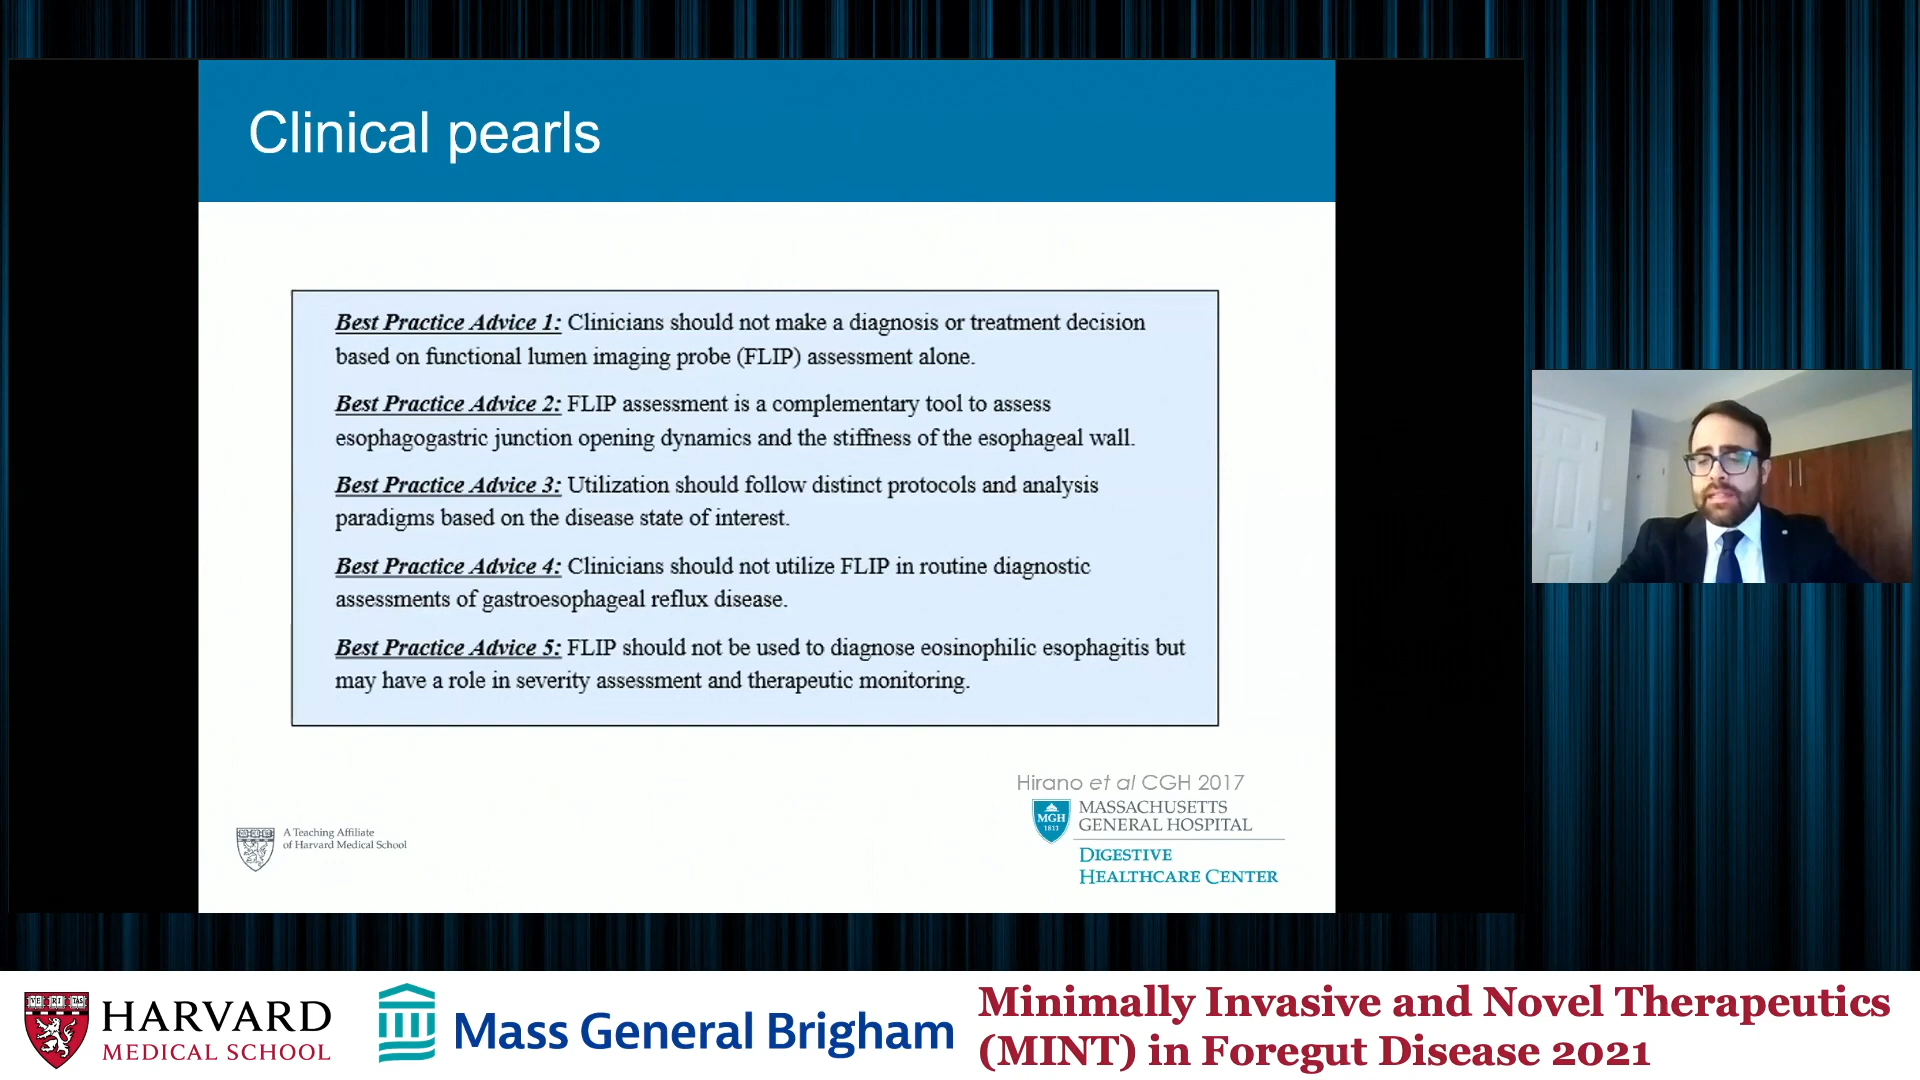 Clinical pearls
Best Practice Advice 1: Clinicians should not make a diagnosis or treatment decision
based on functional lumen imaging probe (FLIP) assessment alone.
Best Practice Advice 2: FLIP assessment is a complementary tool to assess
esophagogastric junction opening dynamics and the stiffness of the esophageal wall.
Best Practice Advice 3: Utilization should follow distinct protocols and analysis
paradigms based on the disease state of interest.
Best Practice Advice 4: Clinicians should not utilize FLIP in routine diagnostic
assessments of gastroesophageal reflux disease.
Best Practice Advice 5: FLIP should not be used to diagnose eosinophilic esophagitis but
may have a role in severity assessment and therapeutic monitoring.
Hirano et al CGH 2017
MGH
1811
MASSACHUSETTS
GENERAL HOSPITAL
DIGESTIVE
HEALTHCARE CENTER
A Teaching Affiliate
of Harvard Medical School
VE RI TAS
HARVARD
MEDICAL SCHOOL
Mass General Brigham
Minimally Invasive and Novel Therapeutics
(MINT) in Foregut Disease 2021